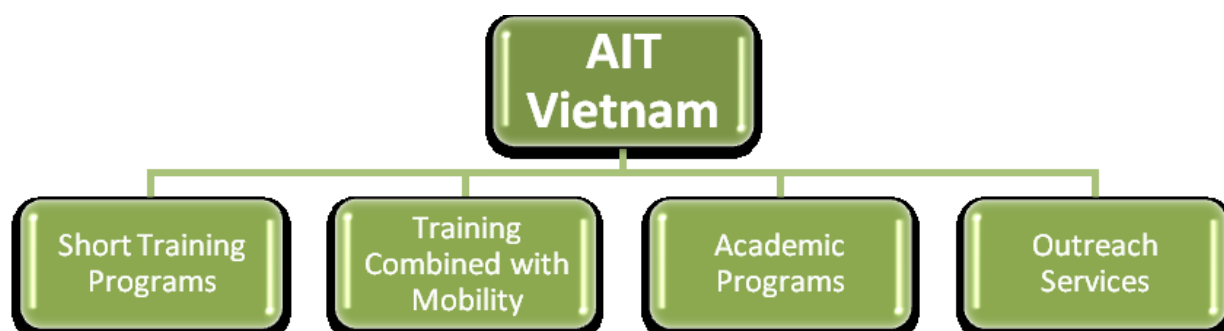 AIT
Vietnam
Short Training
Programs
Training
Combined with
Mobility
Academic
Programs
Outreach
Services